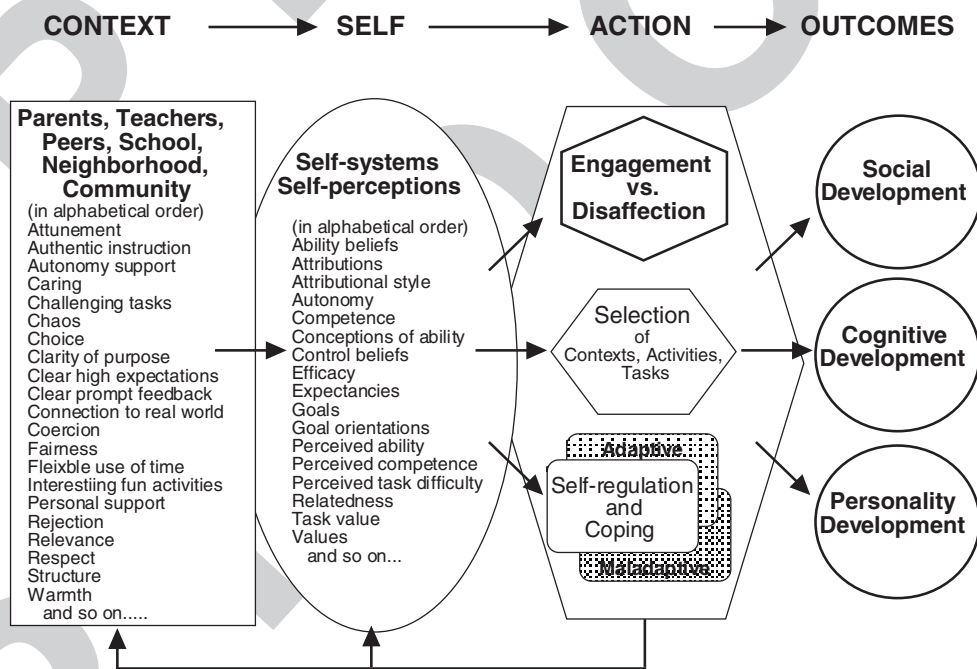 CONTEXT SELF ACTION OUTCOMES
Parents, Teachers,
Peers, School,
Neighborhood,
Community
(in alphabetical order)
Attunement
Authentic instruction
Autonomy support
Caring
Challenging tasks
Chaos
Choice
Clarity of purpose
Clear high expectations
Clear prompt feedback
Connection to real world
Coercion
Fairness
Fleixble use of time
Interestiing fun activities
Personal support
Rejection
Relevance
Respect
Structure
Warmth
and so on.....
Self-systems
Self-perceptions
(in alphabetical order)
Ability beliefs
Attributions
Attributional style
Autonomy
Competence
Conceptions of ability
Control beliefs
Efficacy
Expectancies
Goals
Goal orientations
Perceived ability
Perceived competence
Perceived task difficulty
Relatedness
Task value
Values
and so on...
Engagement
vs.
Disaffection
Selection
of
Contexts, Activities,
Tasks
Adaptive
Self-regulation
and
Coping
Maladaptive
Social
Development
Cognitive
Development
Personality
Development